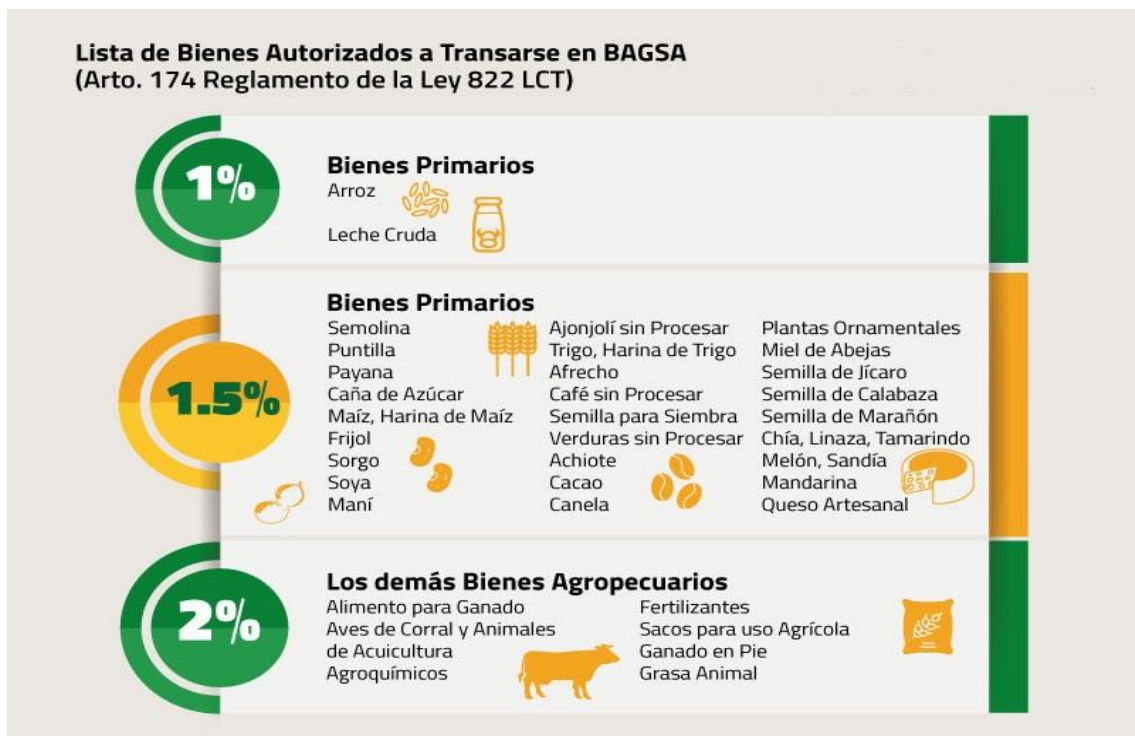 Lista de Bienes Autorizados a Transarse en BAGSA
(Arto. 174 Reglamento de la Ley 822 LCT)
1%
Bienes Primarios
Arroz
Leche Cruda
1.5%
Bienes Primarios
Semolina
Puntilla
Payana
Caña de Azúcar
Maíz, Harina de Maíz
Frijol
Sorgo
Soya
Maní
Ajonjolí sin Procesar
Trigo, Harina de Trigo
Afrecho
Café sin Procesar
Semilla para Siembra
Verduras sin Procesar
Achiote
Cacao
Canela
Plantas Ornamentales
Miel de Abejas
Semilla de Jícaro
Semilla de Calabaza
Semilla de Marañón
Chía, Linaza, Tamarindo
Melón, Sandía
Mandarina
Queso Artesanal
2%
Los demás Bienes Agropecuarios
Alimento para Ganado
Aves de Corral y Animales
de Acuicultura
Agroquímicos
Fertilizantes
Sacos para uso Agrícola
Ganado en Pie
Grasa Animal